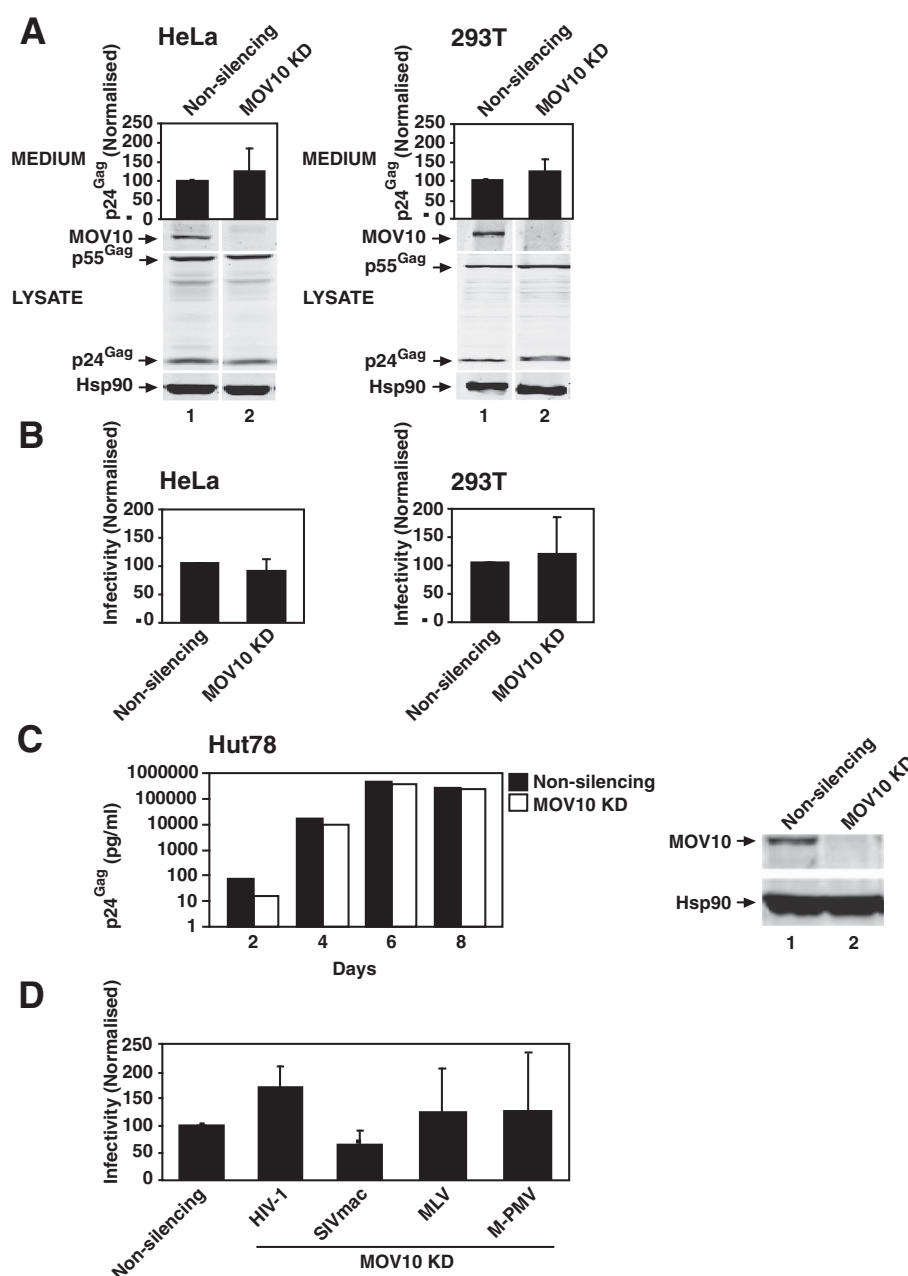 A
HeLa
293T
Non-silencing
MOV10 KD
Non-silencing
MOV10 KD
MEDIUM
p24Gag (Normalised)
250
200
150
100
50
0
MEDIUM
p24Gag (Normalised)
250
200
150
100
50
0
MOV10
p55Gag
LYSATE
p24Gag
Hsp90
1 2
MOV10
p55Gag
LYSATE
p24Gag
Hsp90
1 2
B
HeLa
Infectivity (Normalised)
200
150
100
50
0
Non-silencing
MOV10 KD
293T
Infectivity (Normalised)
200
150
100
50
0
Non-silencing
MOV10 KD
C
Hut78
p24Gag (pg/ml)
1000000
100000
10000
1000
100
10
1
2 4 6 8
Days
Non-silencing
MOV10 KD
Non-silencing
MOV10 KD
MOV10
Hsp90
1 2
D
Infectivity (Normalised)
250
200
150
100
50
0
Non-silencing
HIV-1
SIVmac
MLV
M-PMV
MOV10 KD